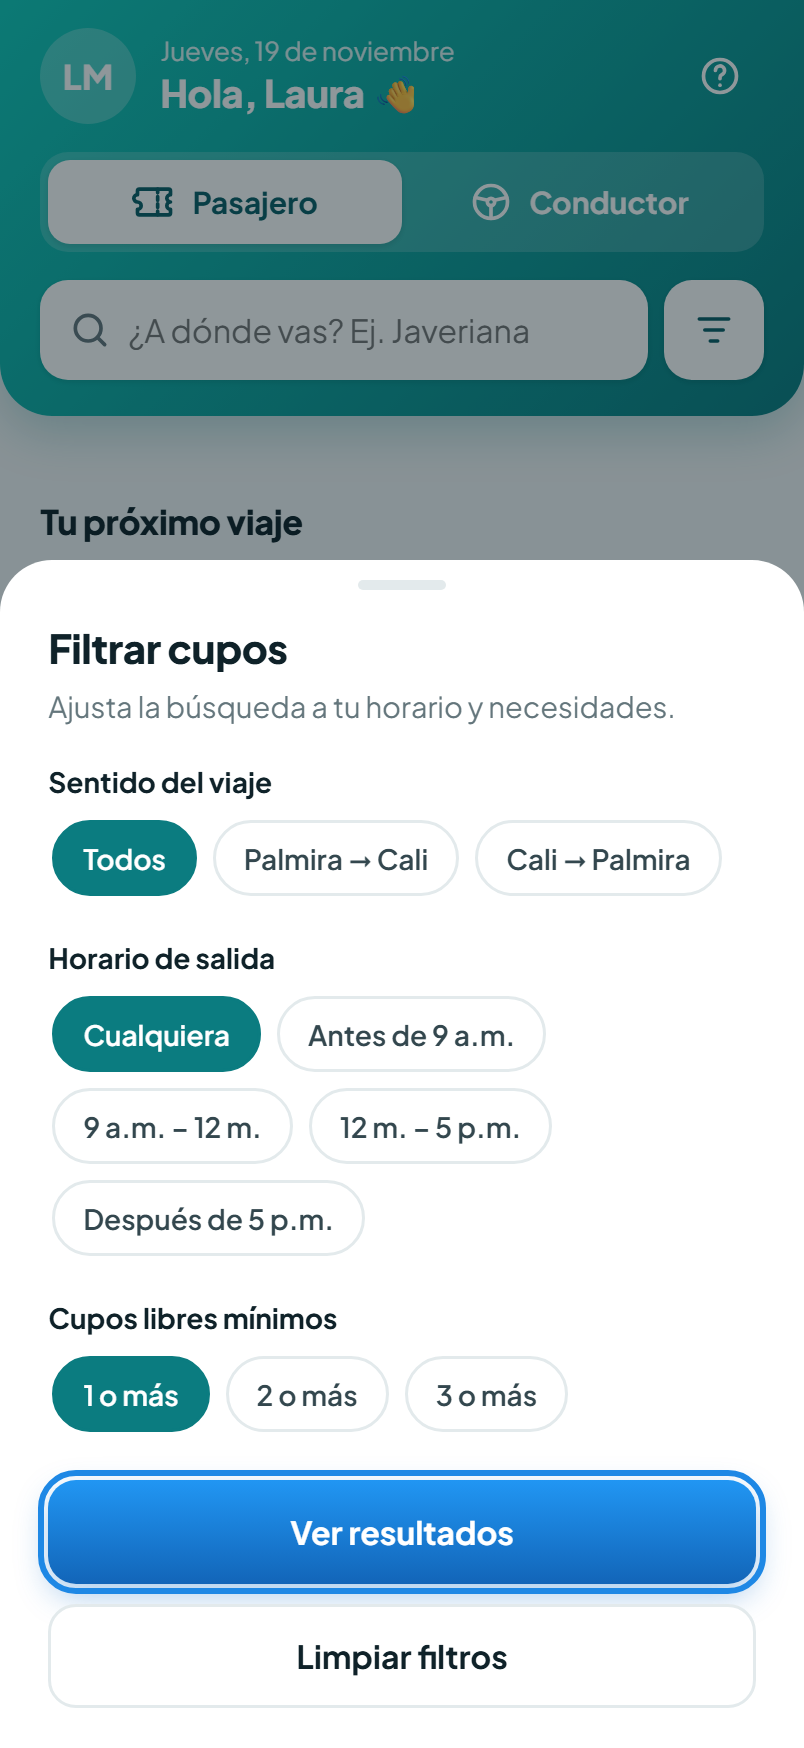 LM
Jueves, 19 de noviembre
Hola, Laura 👋
Pasajero
Conductor
¿A dónde vas? Ej. Javeriana
Tu próximo viaje
Filtrar cupos
Ajusta la búsqueda a tu horario y necesidades.
Sentido del viaje
Todos
Palmira → Cali
Cali → Palmira
Horario de salida
Cualquiera
Antes de 9 a.m.
9 a.m. – 12 m.
12 m. – 5 p.m.
Después de 5 p.m.
Cupos libres mínimos
1 o más
2 o más
3 o más
Ver resultados
Limpiar filtros